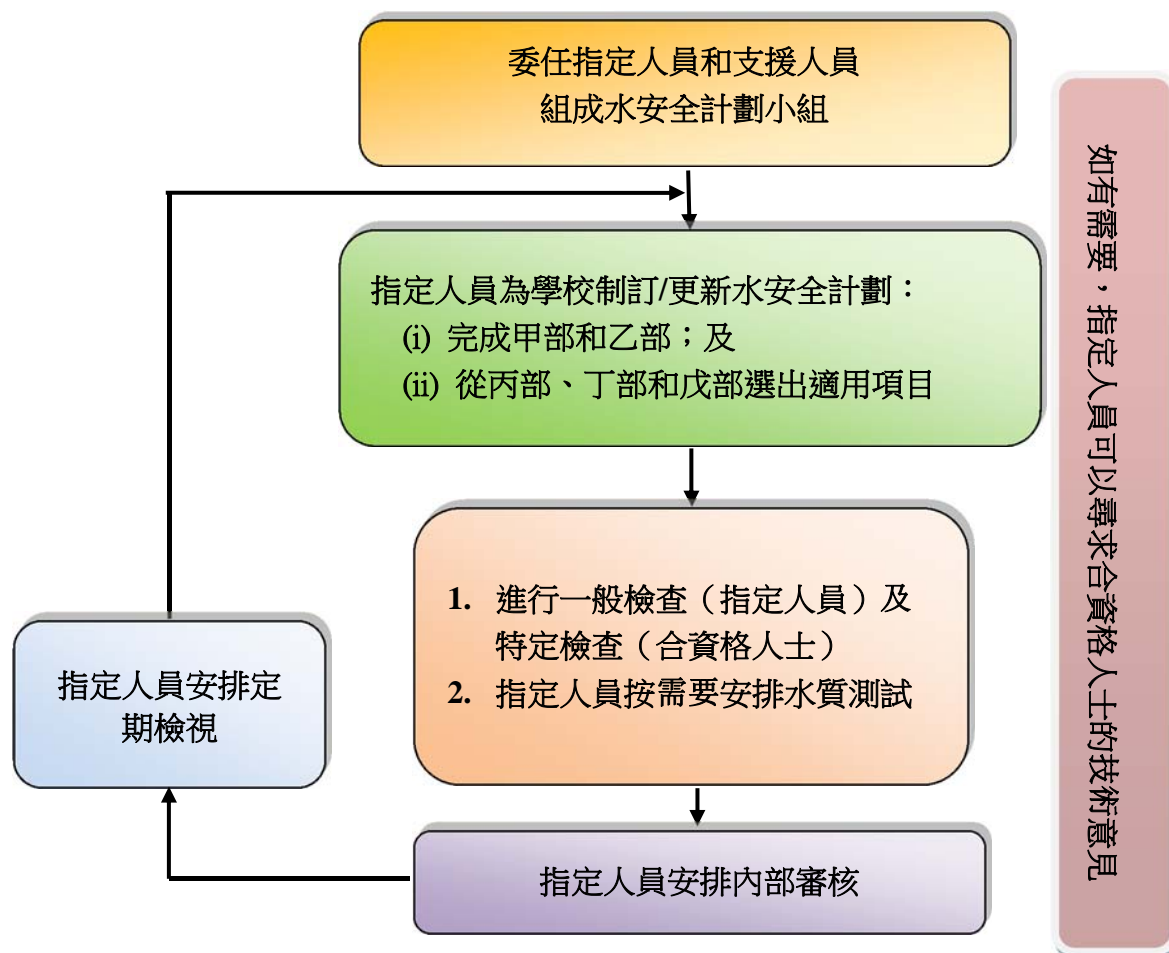 委任指定人員和支援人員
組成水安全計劃小組
指定人員為學校制訂/更新水安全計劃：
(i) 完成甲部和乙部；及
(ii) 從丙部、丁部和戊部選出適用項目
1. 進行一般檢查（指定人員）及
特定檢查（合資格人士）
2. 指定人員按需要安排水質測試
指定人員安排內部審核
指定人員安排定
期檢視
如有需要，指定人員可以尋求合資格人士的技術意見